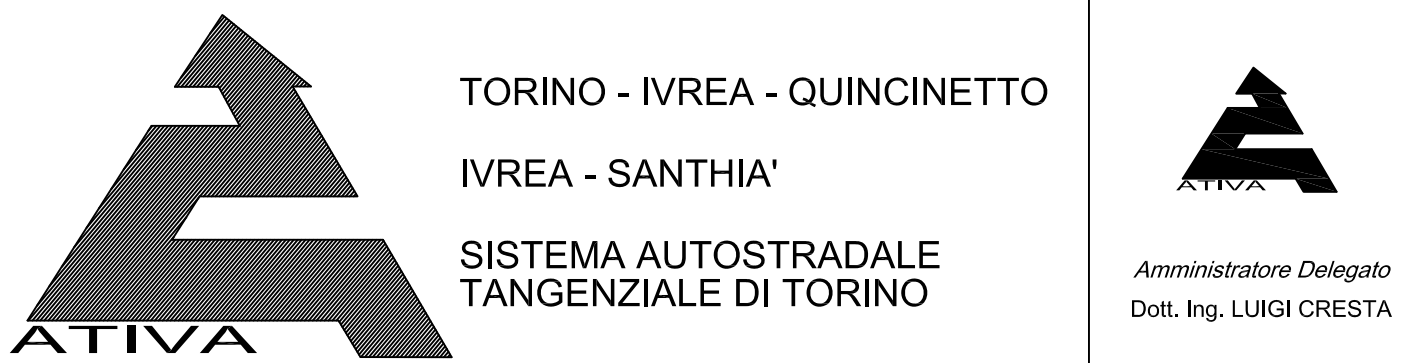 ATIVA
TORINO - IVREA - QUINCINETTO
IVREA - SANTHIA'
SISTEMA AUTOSTRADALE
TANGENZIALE DI TORINO
ATIVA
Amministratore Delegato
Dott. Ing. LUIGI CRESTA